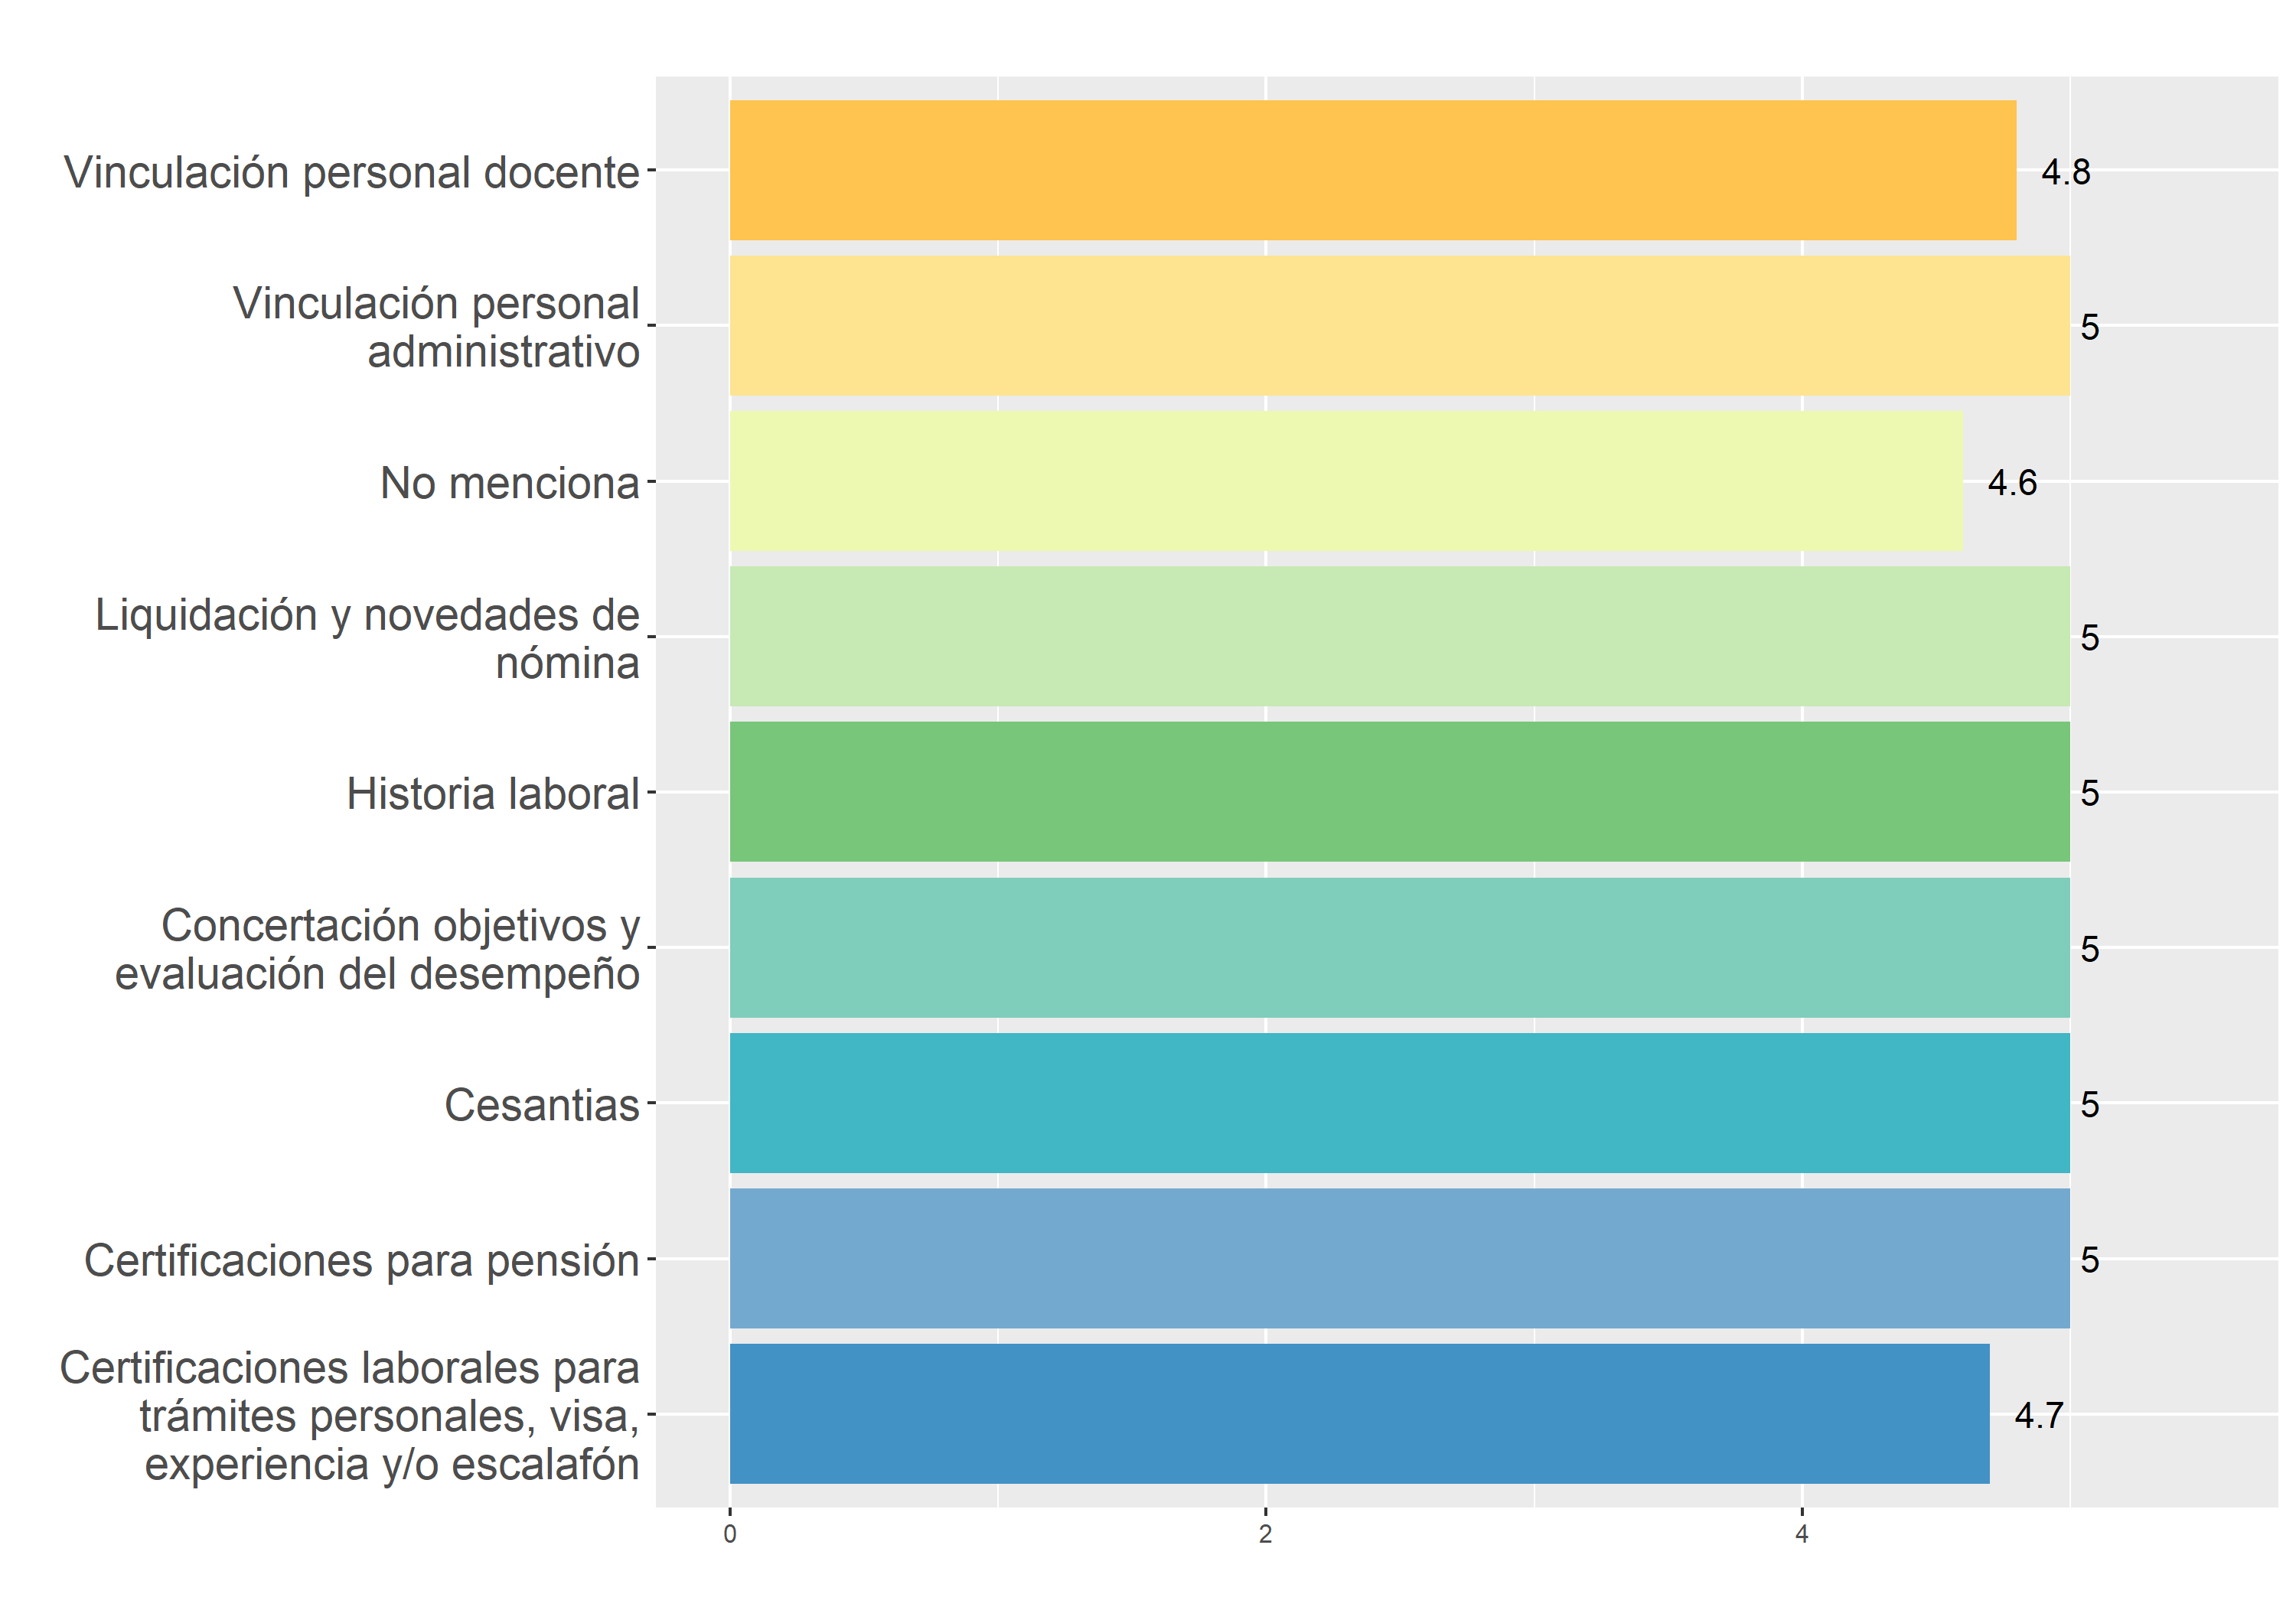 Vinculación personal docente
4.8
Vinculación personal
administrativo
5
No menciona
4.6
Liquidación y novedades de
nómina
5
Historia laboral
5
Concertación objetivos y
evaluación del desempeño
5
Cesantias
5
Certificaciones para pensión
5
Certificaciones laborales para
trámites personales, visa,
experiencia y/o escalafón
4.7
0 2 4